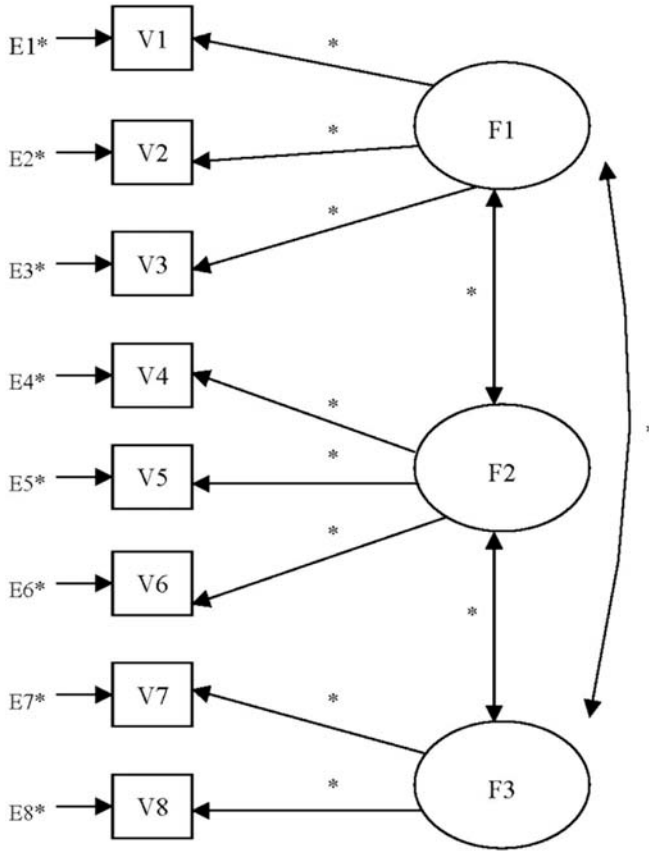 E1* V1 *
F1
E2* V2 *
E3* V3 *
*
E4* V4 *
*
E5* V5 *
F2
E6* V6 *
*
E7* V7 *
F3
E8* V8 *